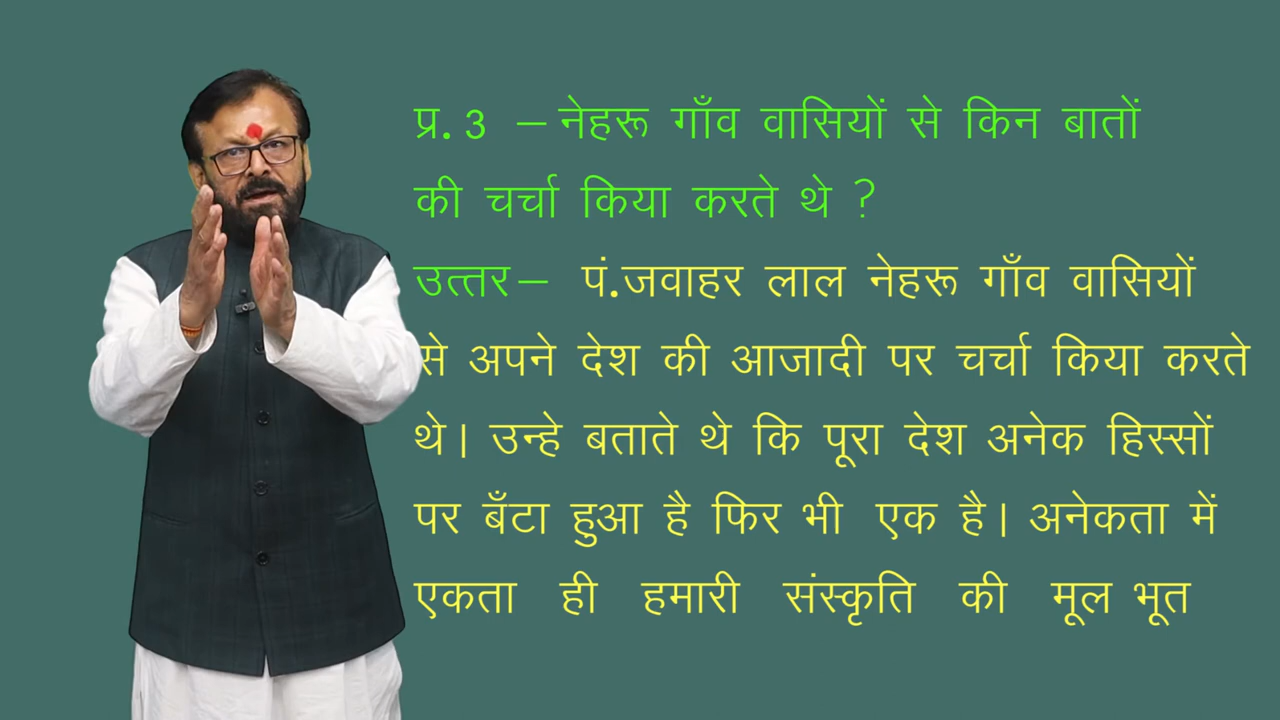 प्र. 3 – नेहरू गाँव वासियों से किन बातों
की चर्चा किया करते थे ?
उत्तर– पं.जवाहर लाल नेहरू गाँव वासियों
से अपने देश की आजादी पर चर्चा किया करते
थे। उन्हे बताते थे कि पूरा देश अनेक हिस्सों
पर बँटा हुआ है फिर भी एक है। अनेकता में
एकता ही हमारी संस्कृति की मूल भूत